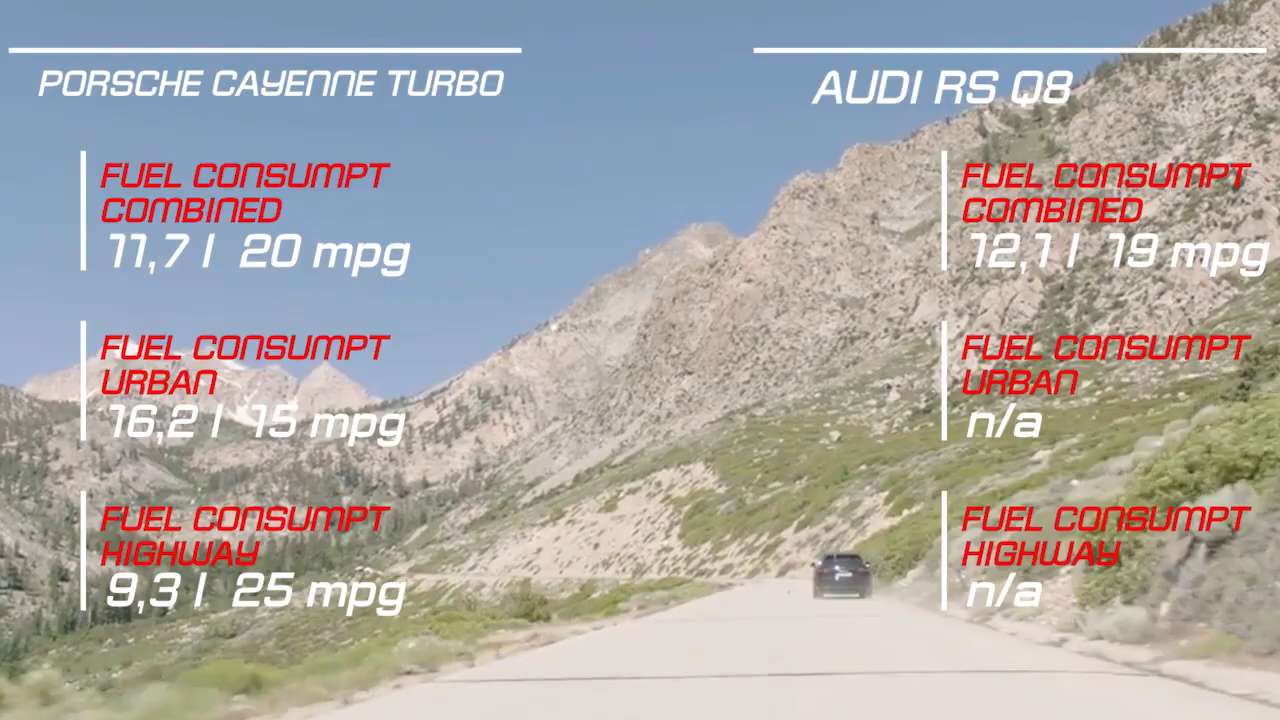 PORSCHE CAYENNE TURBO
FUEL CONSUMPT
COMBINED
11,7 l 20 mpg
FUEL CONSUMPT
URBAN
16,2 l 15 mpg
FUEL CONSUMPT
HIGHWAY
9,3 l 25 mpg
AUDI RS Q8
FUEL CONSUMPT
COMBINED
12,1 l 19 mpg
FUEL CONSUMPT
URBAN
n/a
FUEL CONSUMPT
HIGHWAY
n/a